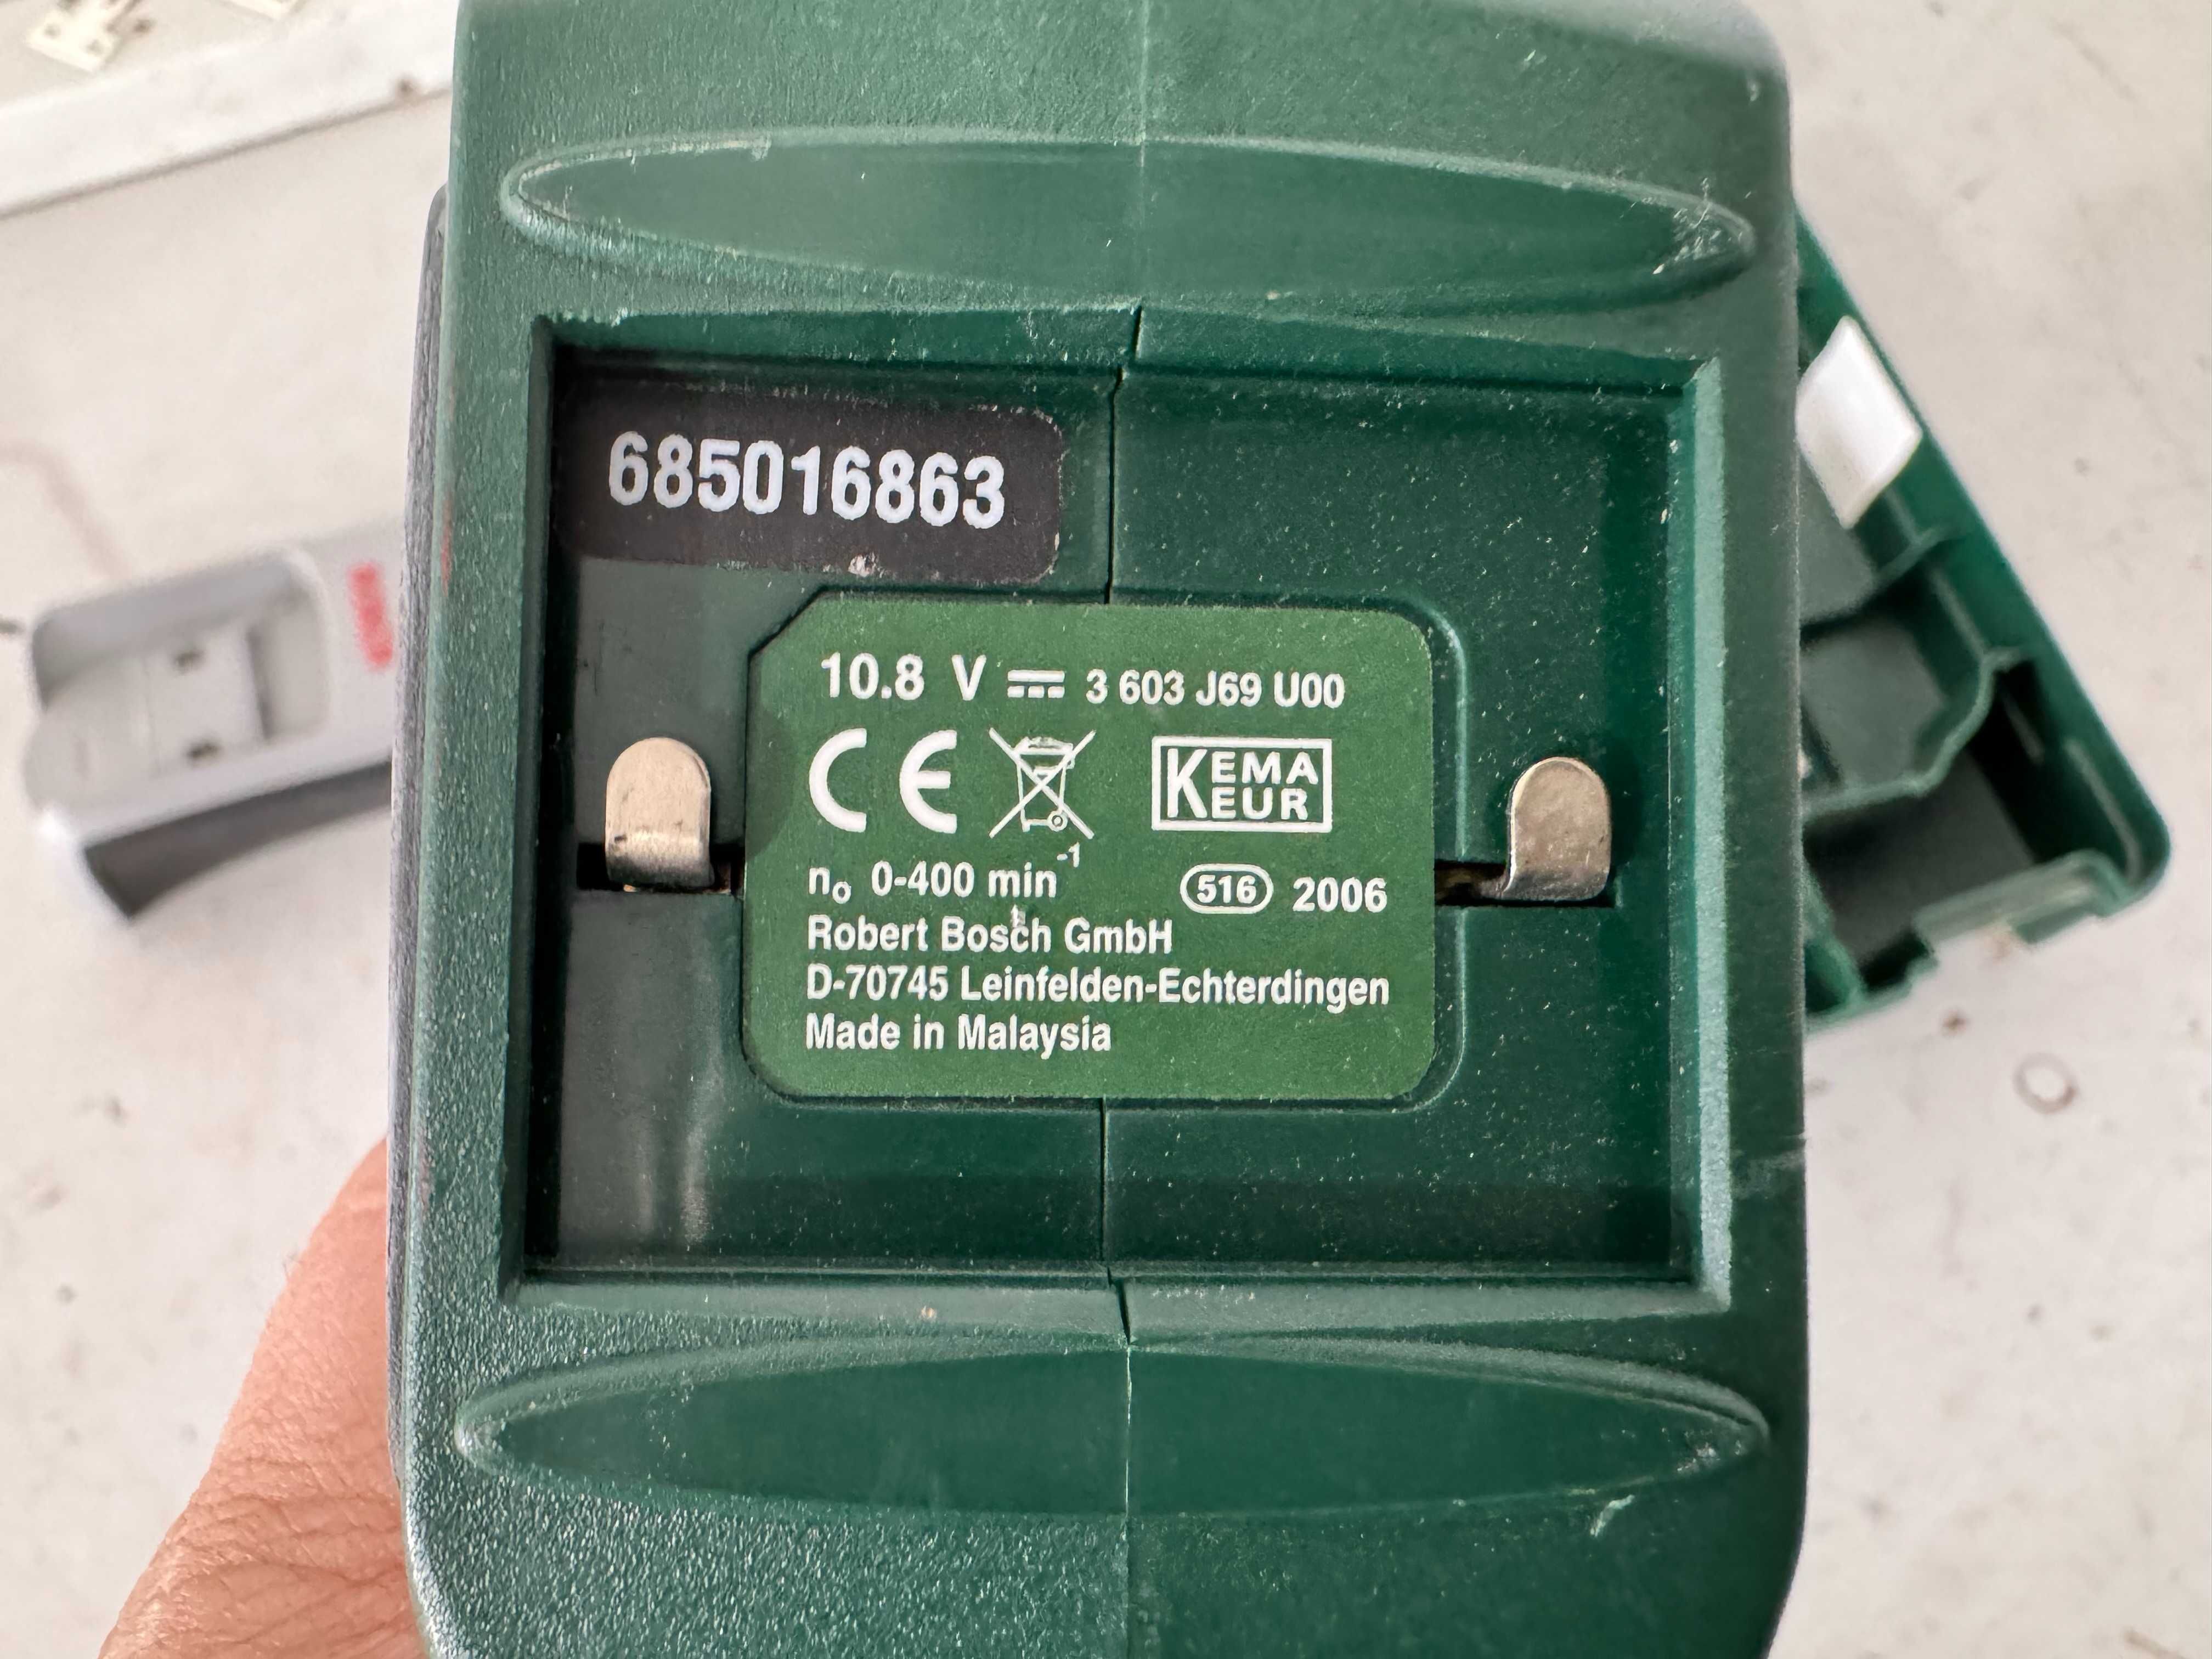 685016863
10.8 V ⎓ 3 603 J69 U00
CE KEMA
EUR
n₀ 0-400 min⁻¹ 516 2006
Robert Bosch GmbH
D-70745 Leinfelden-Echterdingen
Made in Malaysia